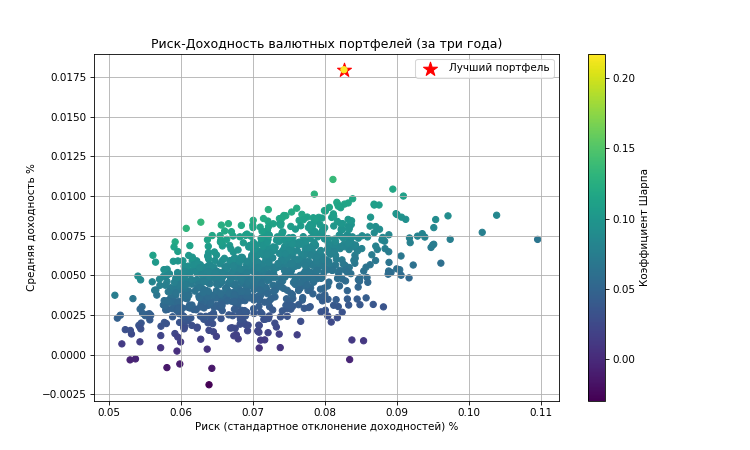 Риск-Доходность валютных портфелей (за три года)
Лучший портфель
Средняя доходность %
0.0175
0.0150
0.0125
0.0100
0.0075
0.0050
0.0025
0.0000
−0.0025
0.05 0.06 0.07 0.08 0.09 0.10 0.11
Риск (стандартное отклонение доходностей) %
0.20
0.15
0.10
0.05
0.00
Коэффициент Шарпа